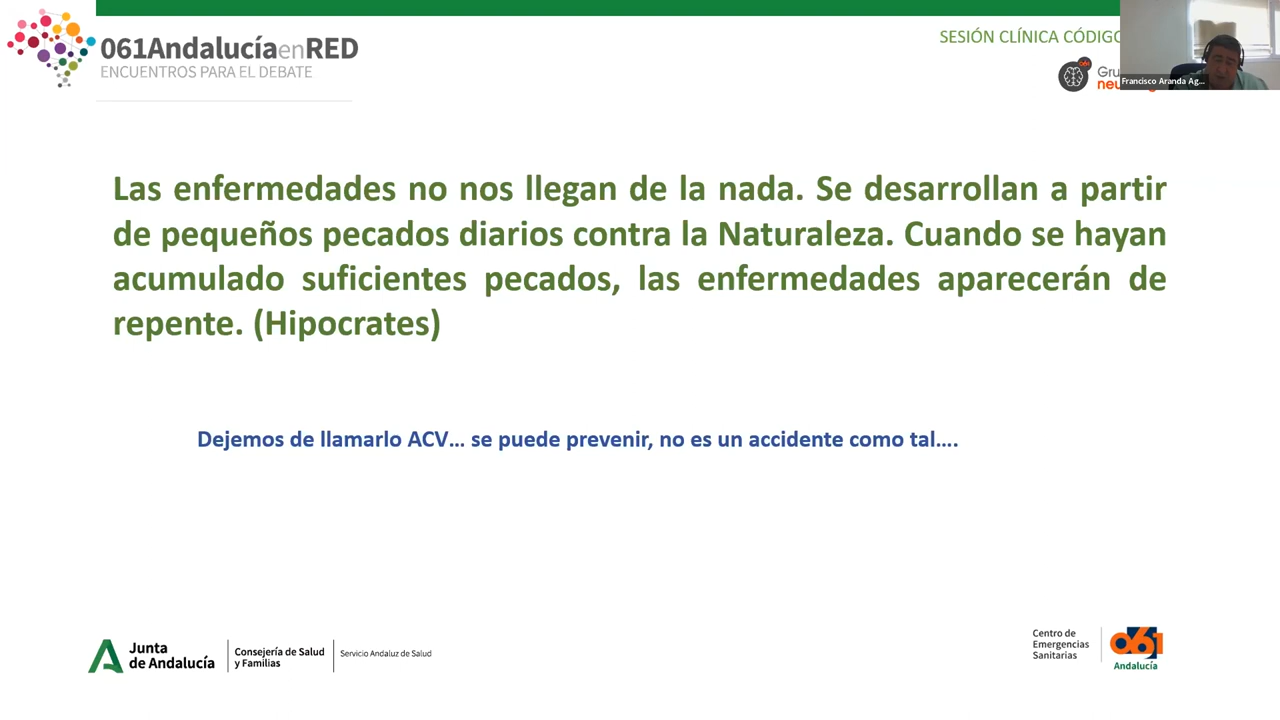 061AndalucíaenRED
ENCUENTROS PARA EL DEBATE
SESIÓN CLÍNICA CÓDIGO
Francisco Aranda Ag...
061
Las enfermedades no nos llegan de la nada. Se desarrollan a partir
de pequeños pecados diarios contra la Naturaleza. Cuando se hayan
acumulado suficientes pecados, las enfermedades aparecerán de
repente. (Hipocrates)
Dejemos de llamarlo ACV... se puede prevenir, no es un accidente como tal....
Junta
de Andalucía
Consejería de Salud
y Familias
Servicio Andaluz de Salud
Centro de
Emergencias
Sanitarias
061
Andalucía